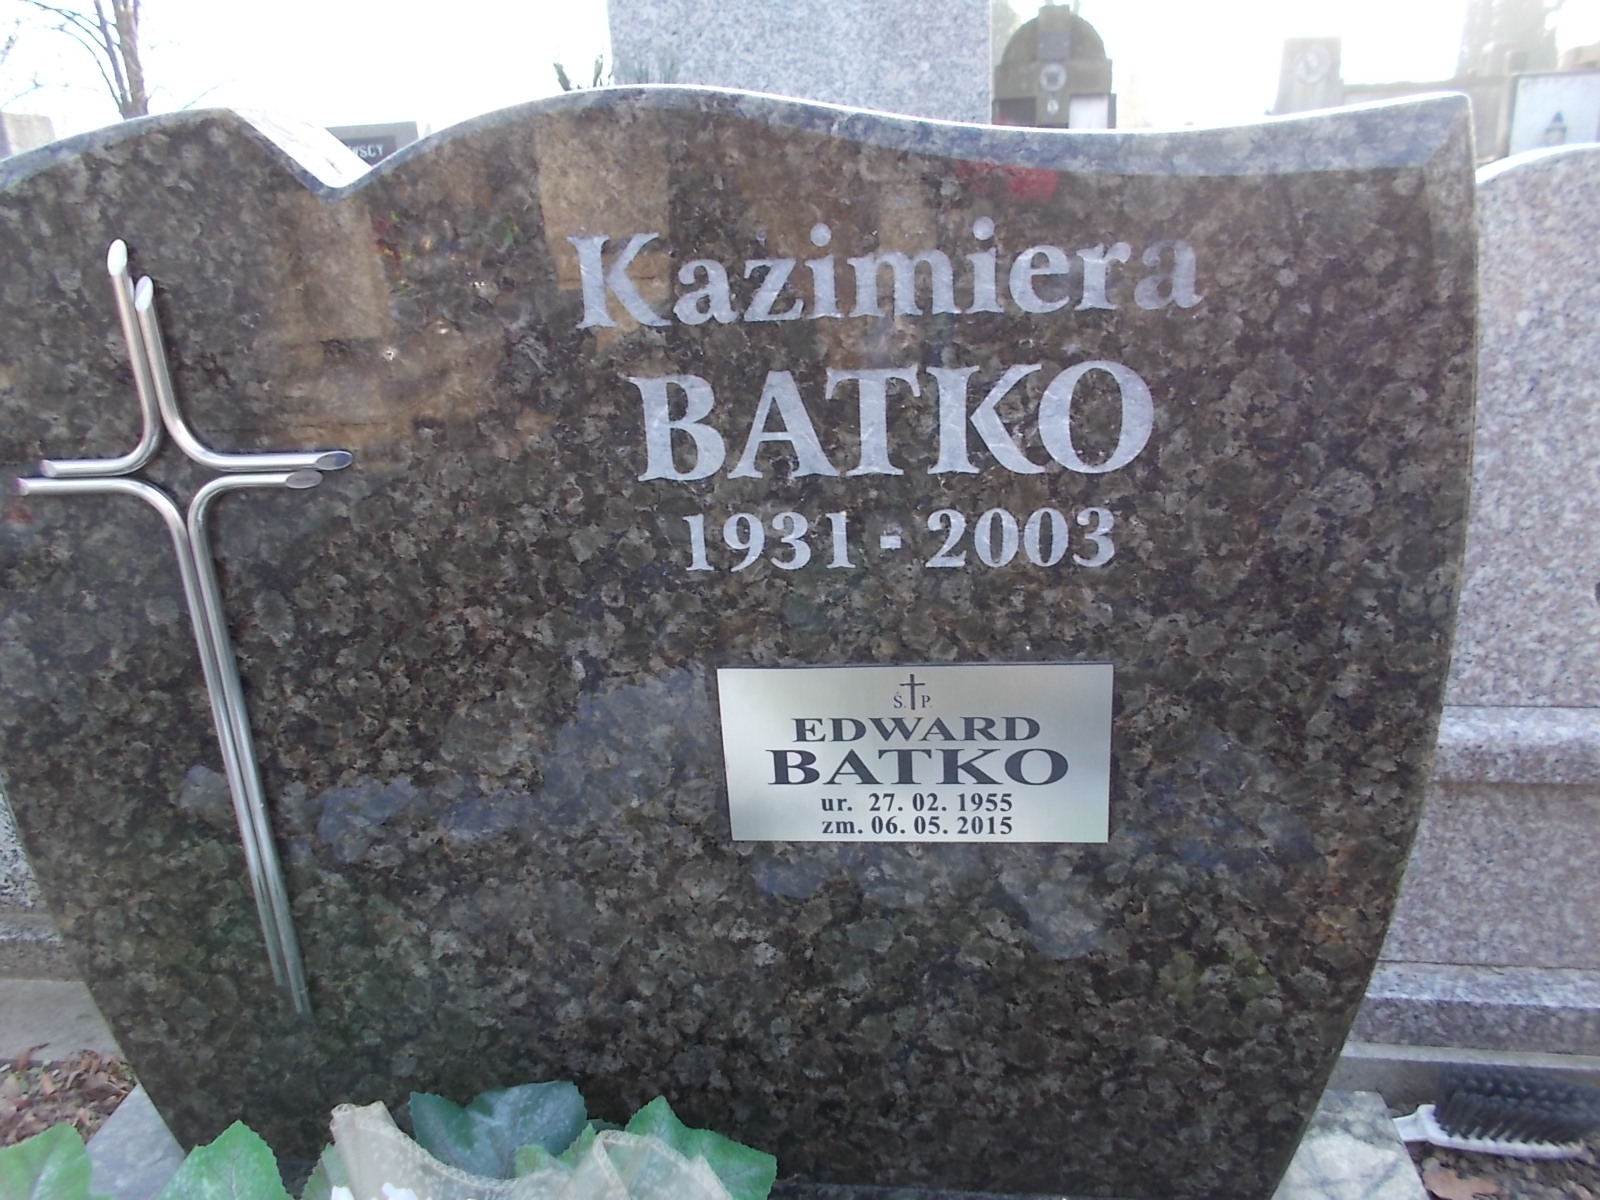 Kazimiera
BATKO
1931 - 2003
Ś. P.
EDWARD
BATKO
ur. 27. 02. 1955
zm. 06. 05. 2015